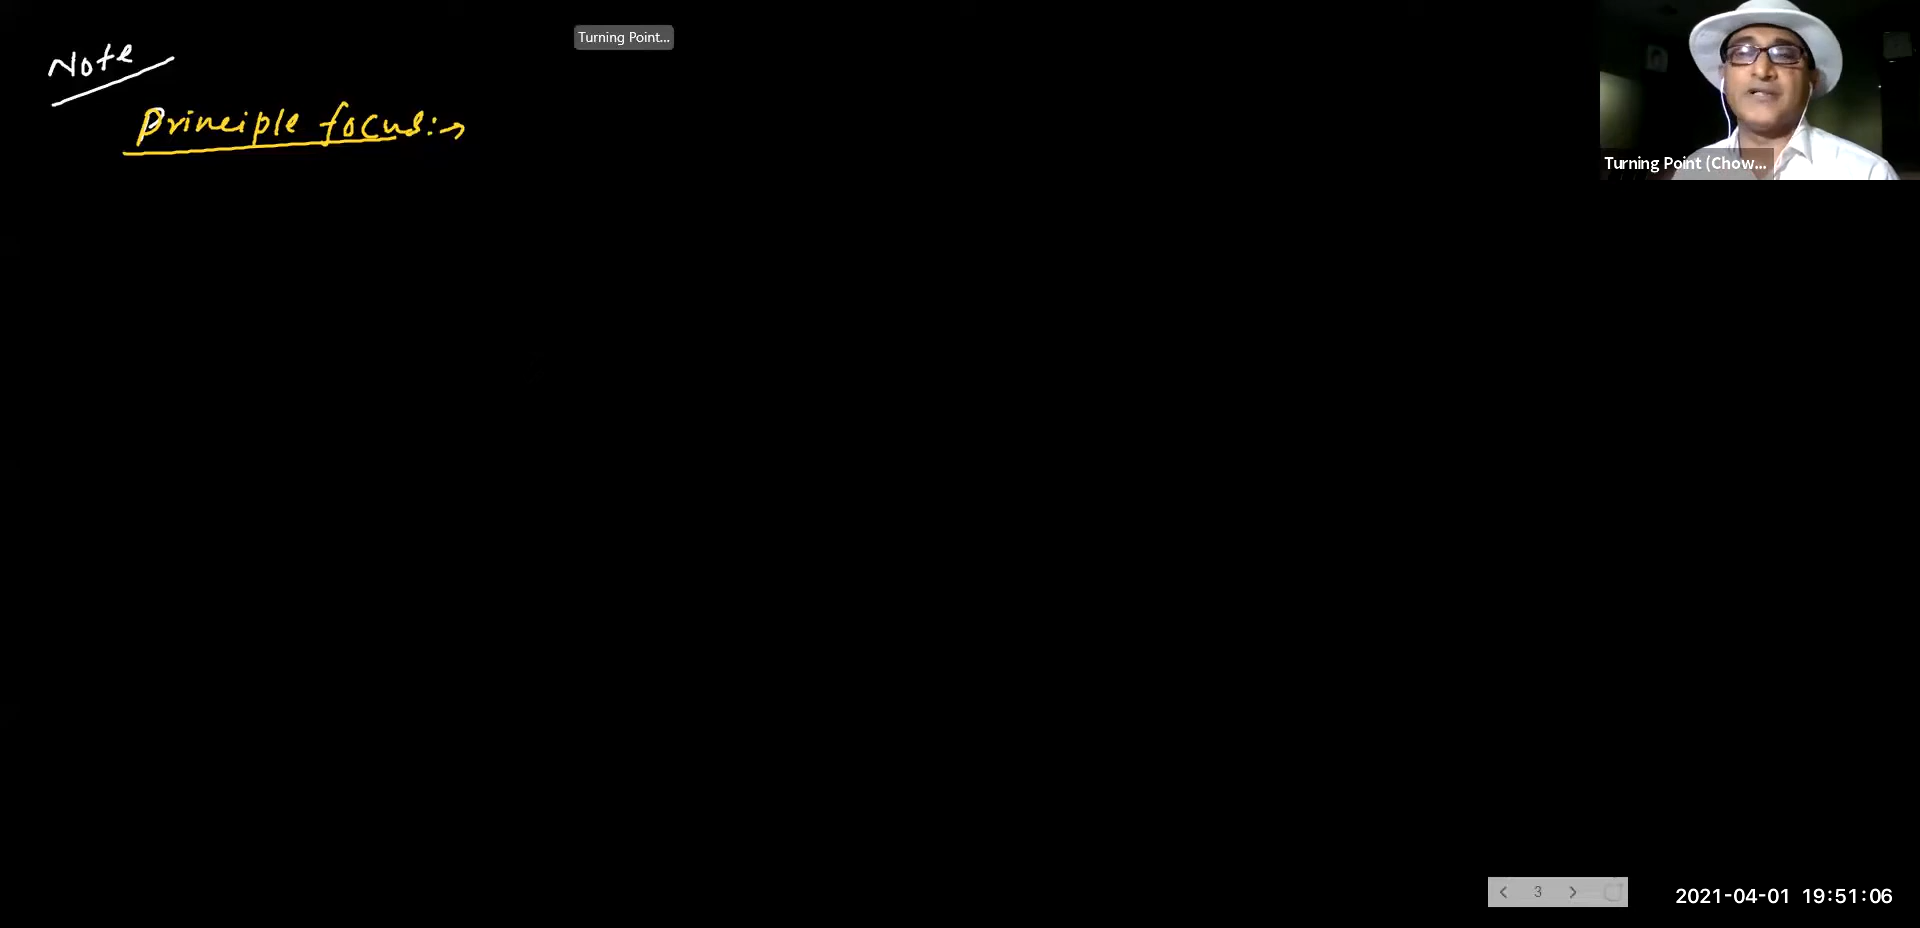 Turning Point...
Note
Principle focus:→
Turning Point (Chow...
3
2021-04-01 19:51:06